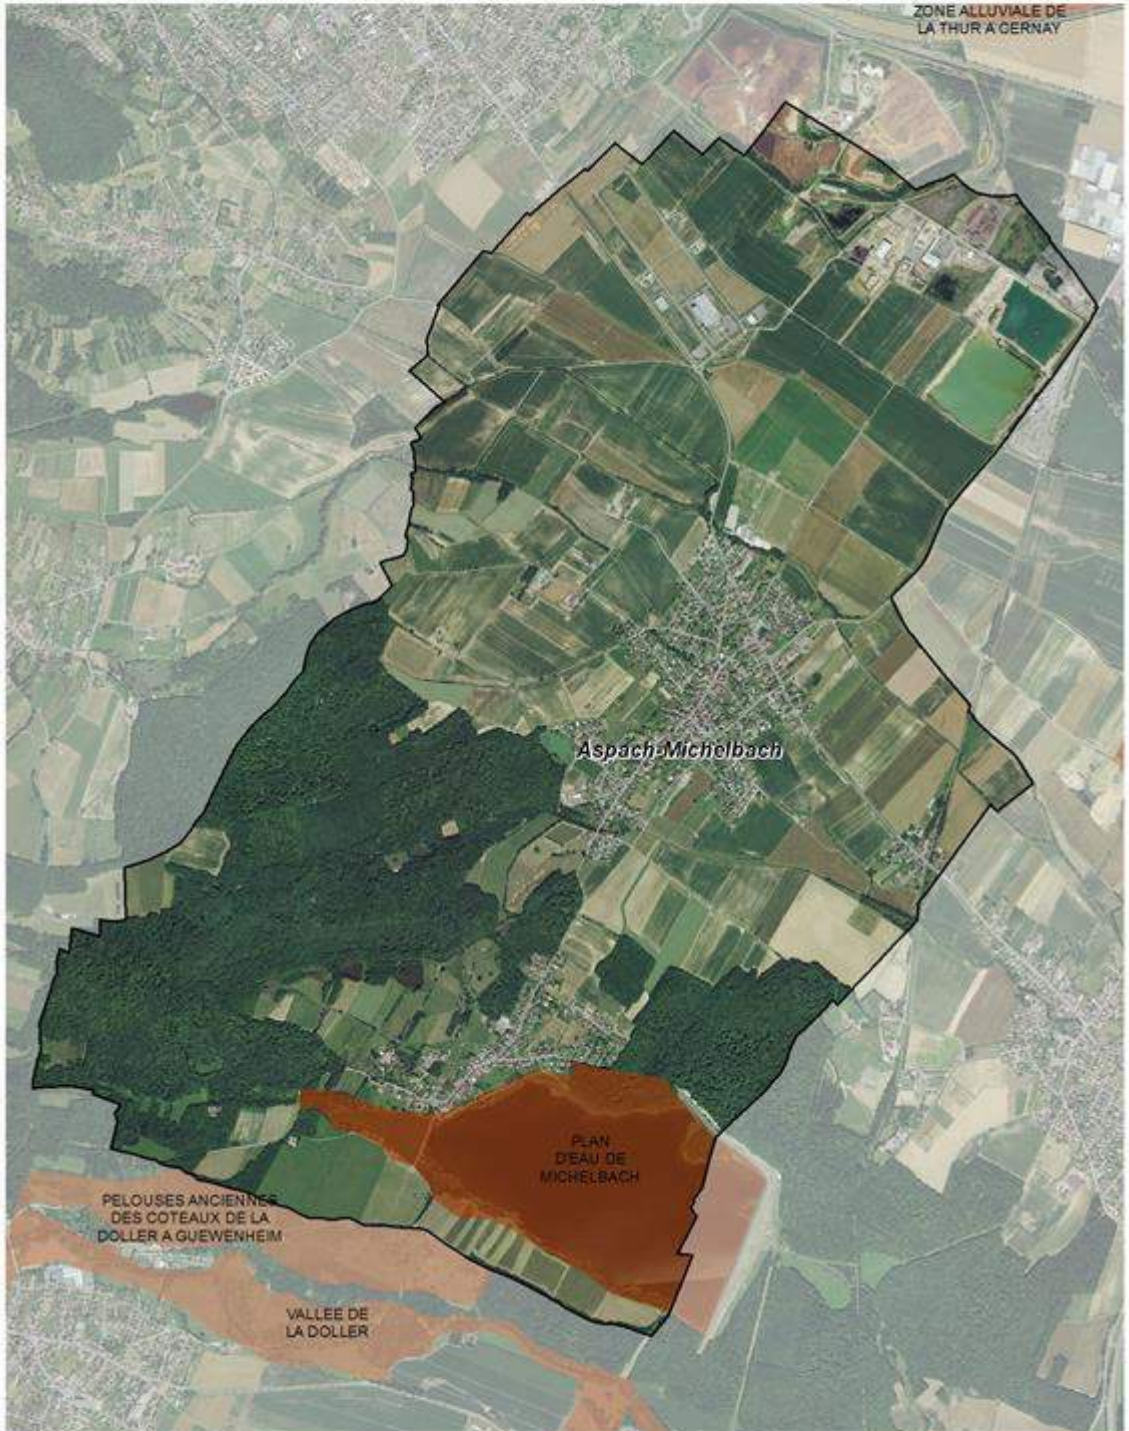 ZONE ALLUVIALE DE
LA THUR A CERNAY
Aspach-Michelbach
PLAN
D'EAU DE
MICHELBACH
PELOUSES ANCIENNES
DES COTEAUX DE LA
DOLLER A GUEWENHEIM
VALLEE DE
LA DOLLER